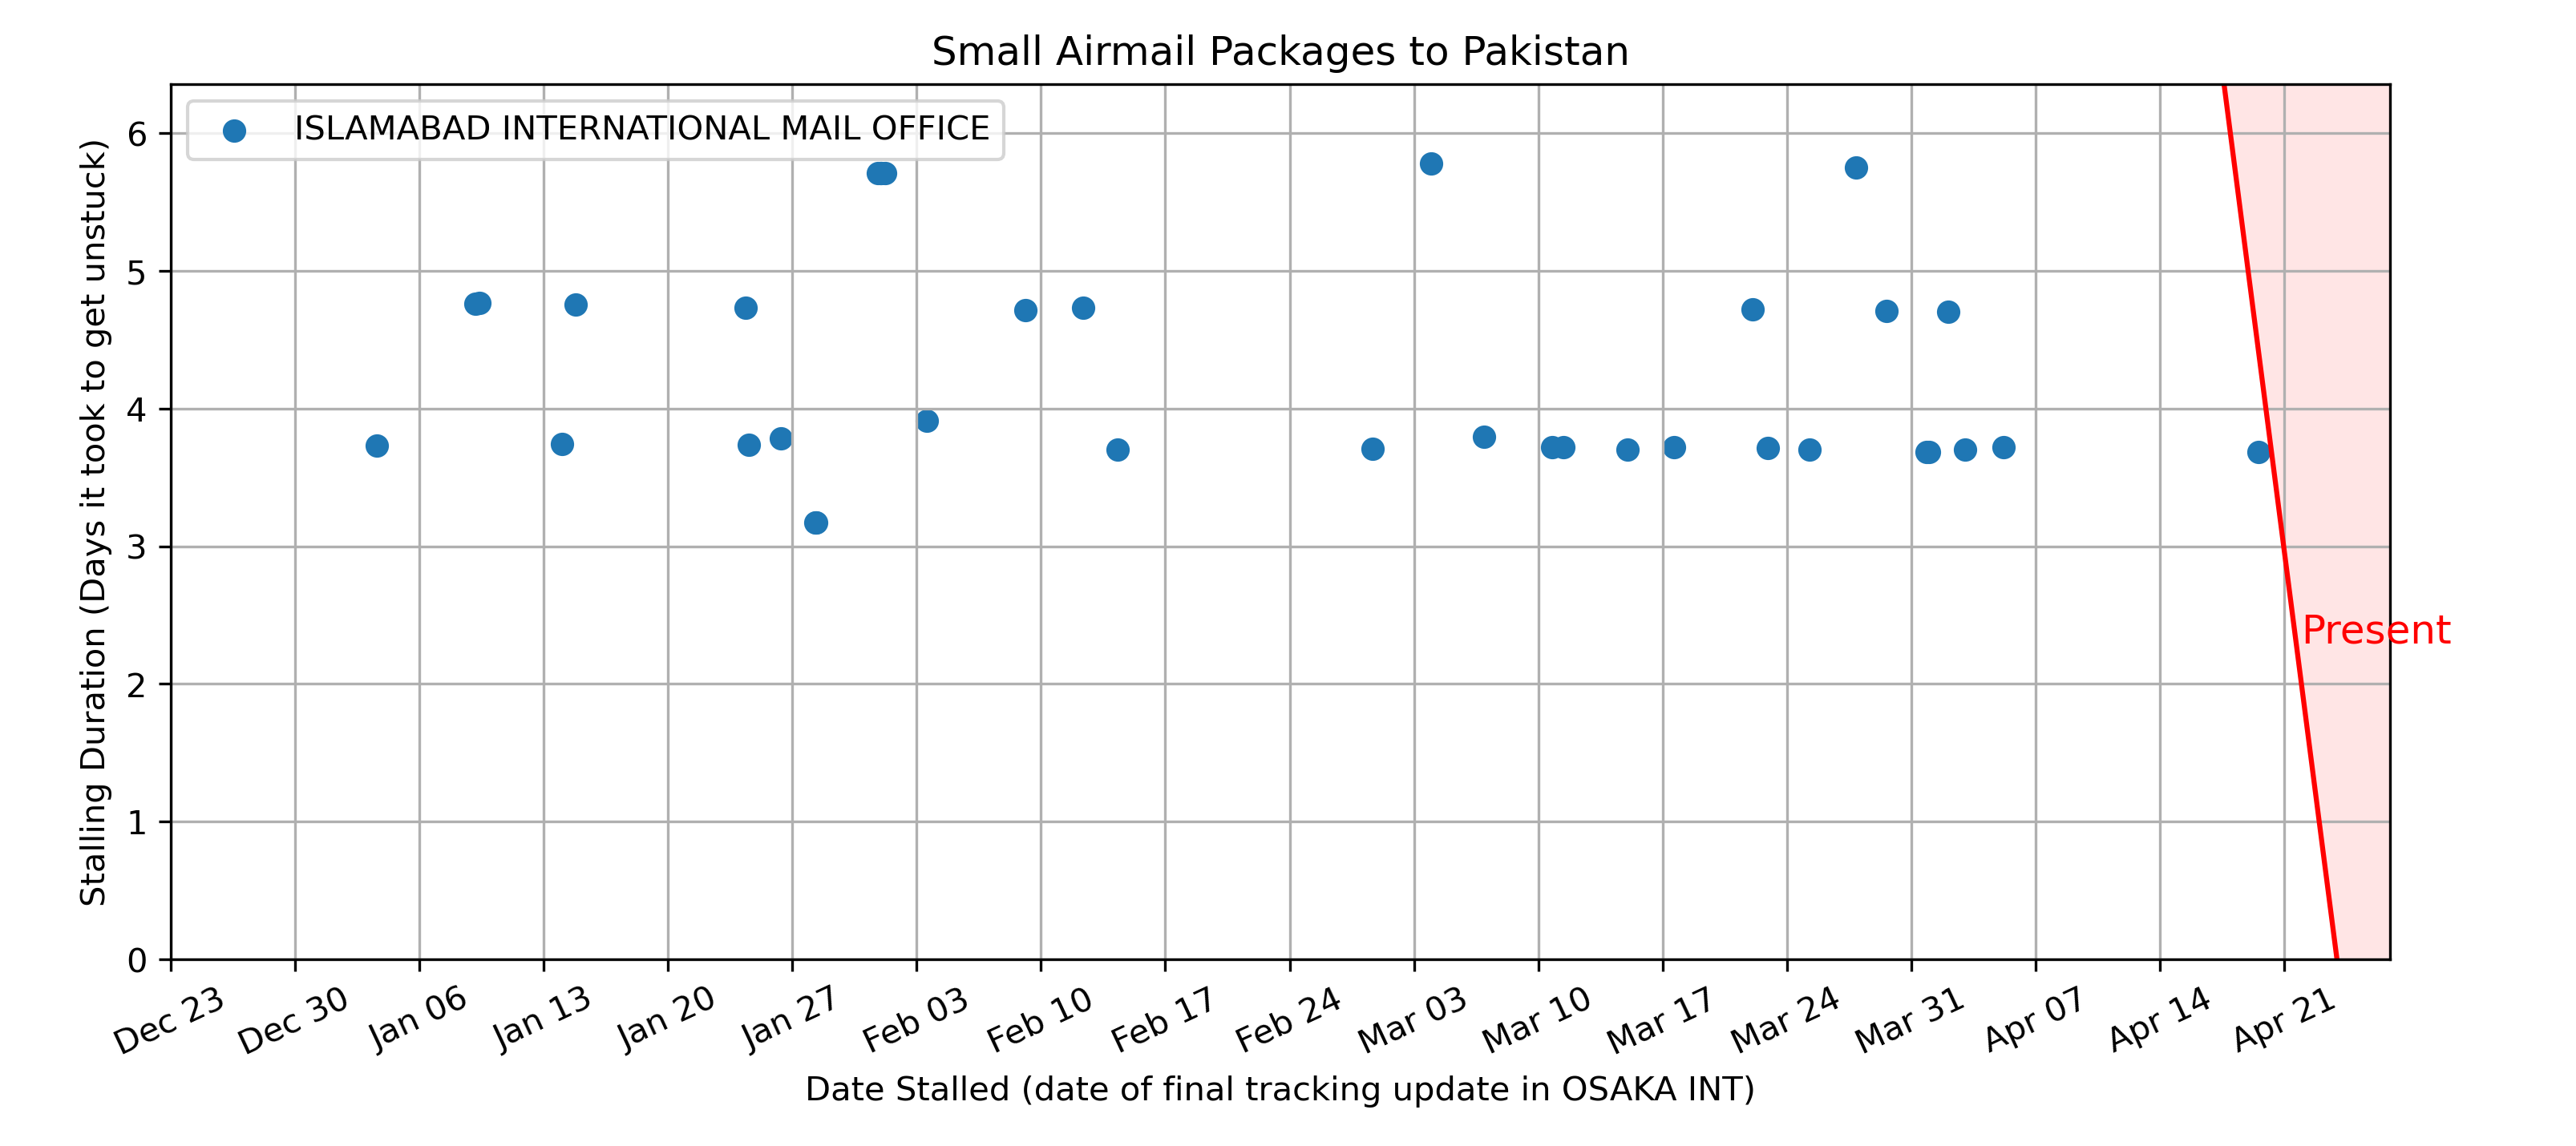 Small Airmail Packages to Pakistan
ISLAMABAD INTERNATIONAL MAIL OFFICE
Stalling Duration (Days it took to get unstuck)
6
5
4
3
2
1
0
Present
Dec 23 Dec 30 Jan 06 Jan 13 Jan 20 Jan 27 Feb 03 Feb 10 Feb 17 Feb 24 Mar 03 Mar 10 Mar 17 Mar 24 Mar 31 Apr 07 Apr 14 Apr 21
Date Stalled (date of final tracking update in OSAKA INT)